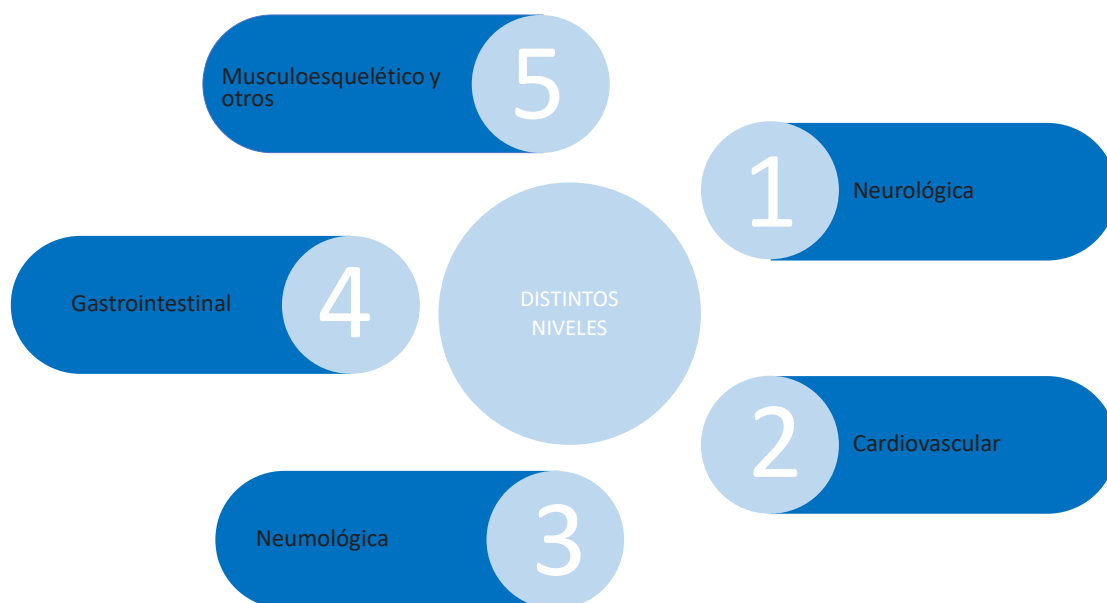 Musculoesquelético y
otros
5
1
Neurológica
4
Gastrointestinal
DISTINTOS
NIVELES
2
Cardiovascular
3
Neumológica